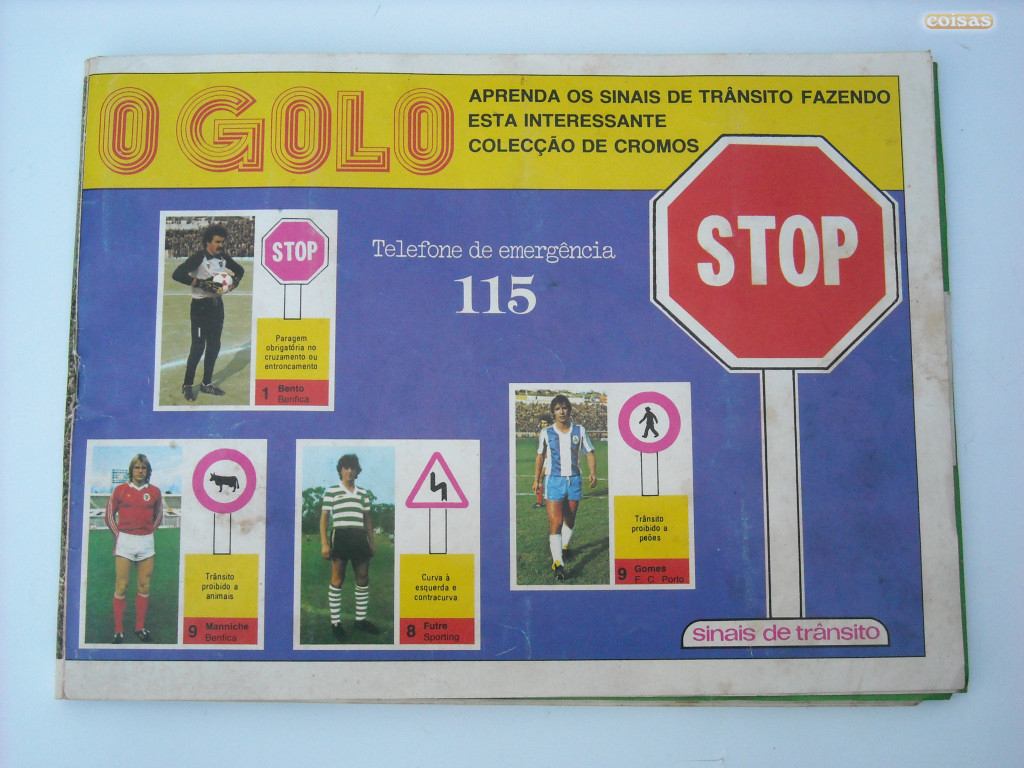 coisas
O GOLO
APRENDA OS SINAIS DE TRÂNSITO FAZENDO
ESTA INTERESSANTE
COLECÇÃO DE CROMOS
STOP
Telefone de emergência
115
STOP
Paragem
obrigatória no
cruzamento ou
entroncamento
1 Bento
Benfica
Trânsito
proibido a
peões
9 Gomes
F. C. Porto
Trânsito
proibido a
animais
9 Manniche
Benfica
Curva à
esquerda e
contracurva
8 Futre
Sporting
sinais de trânsito